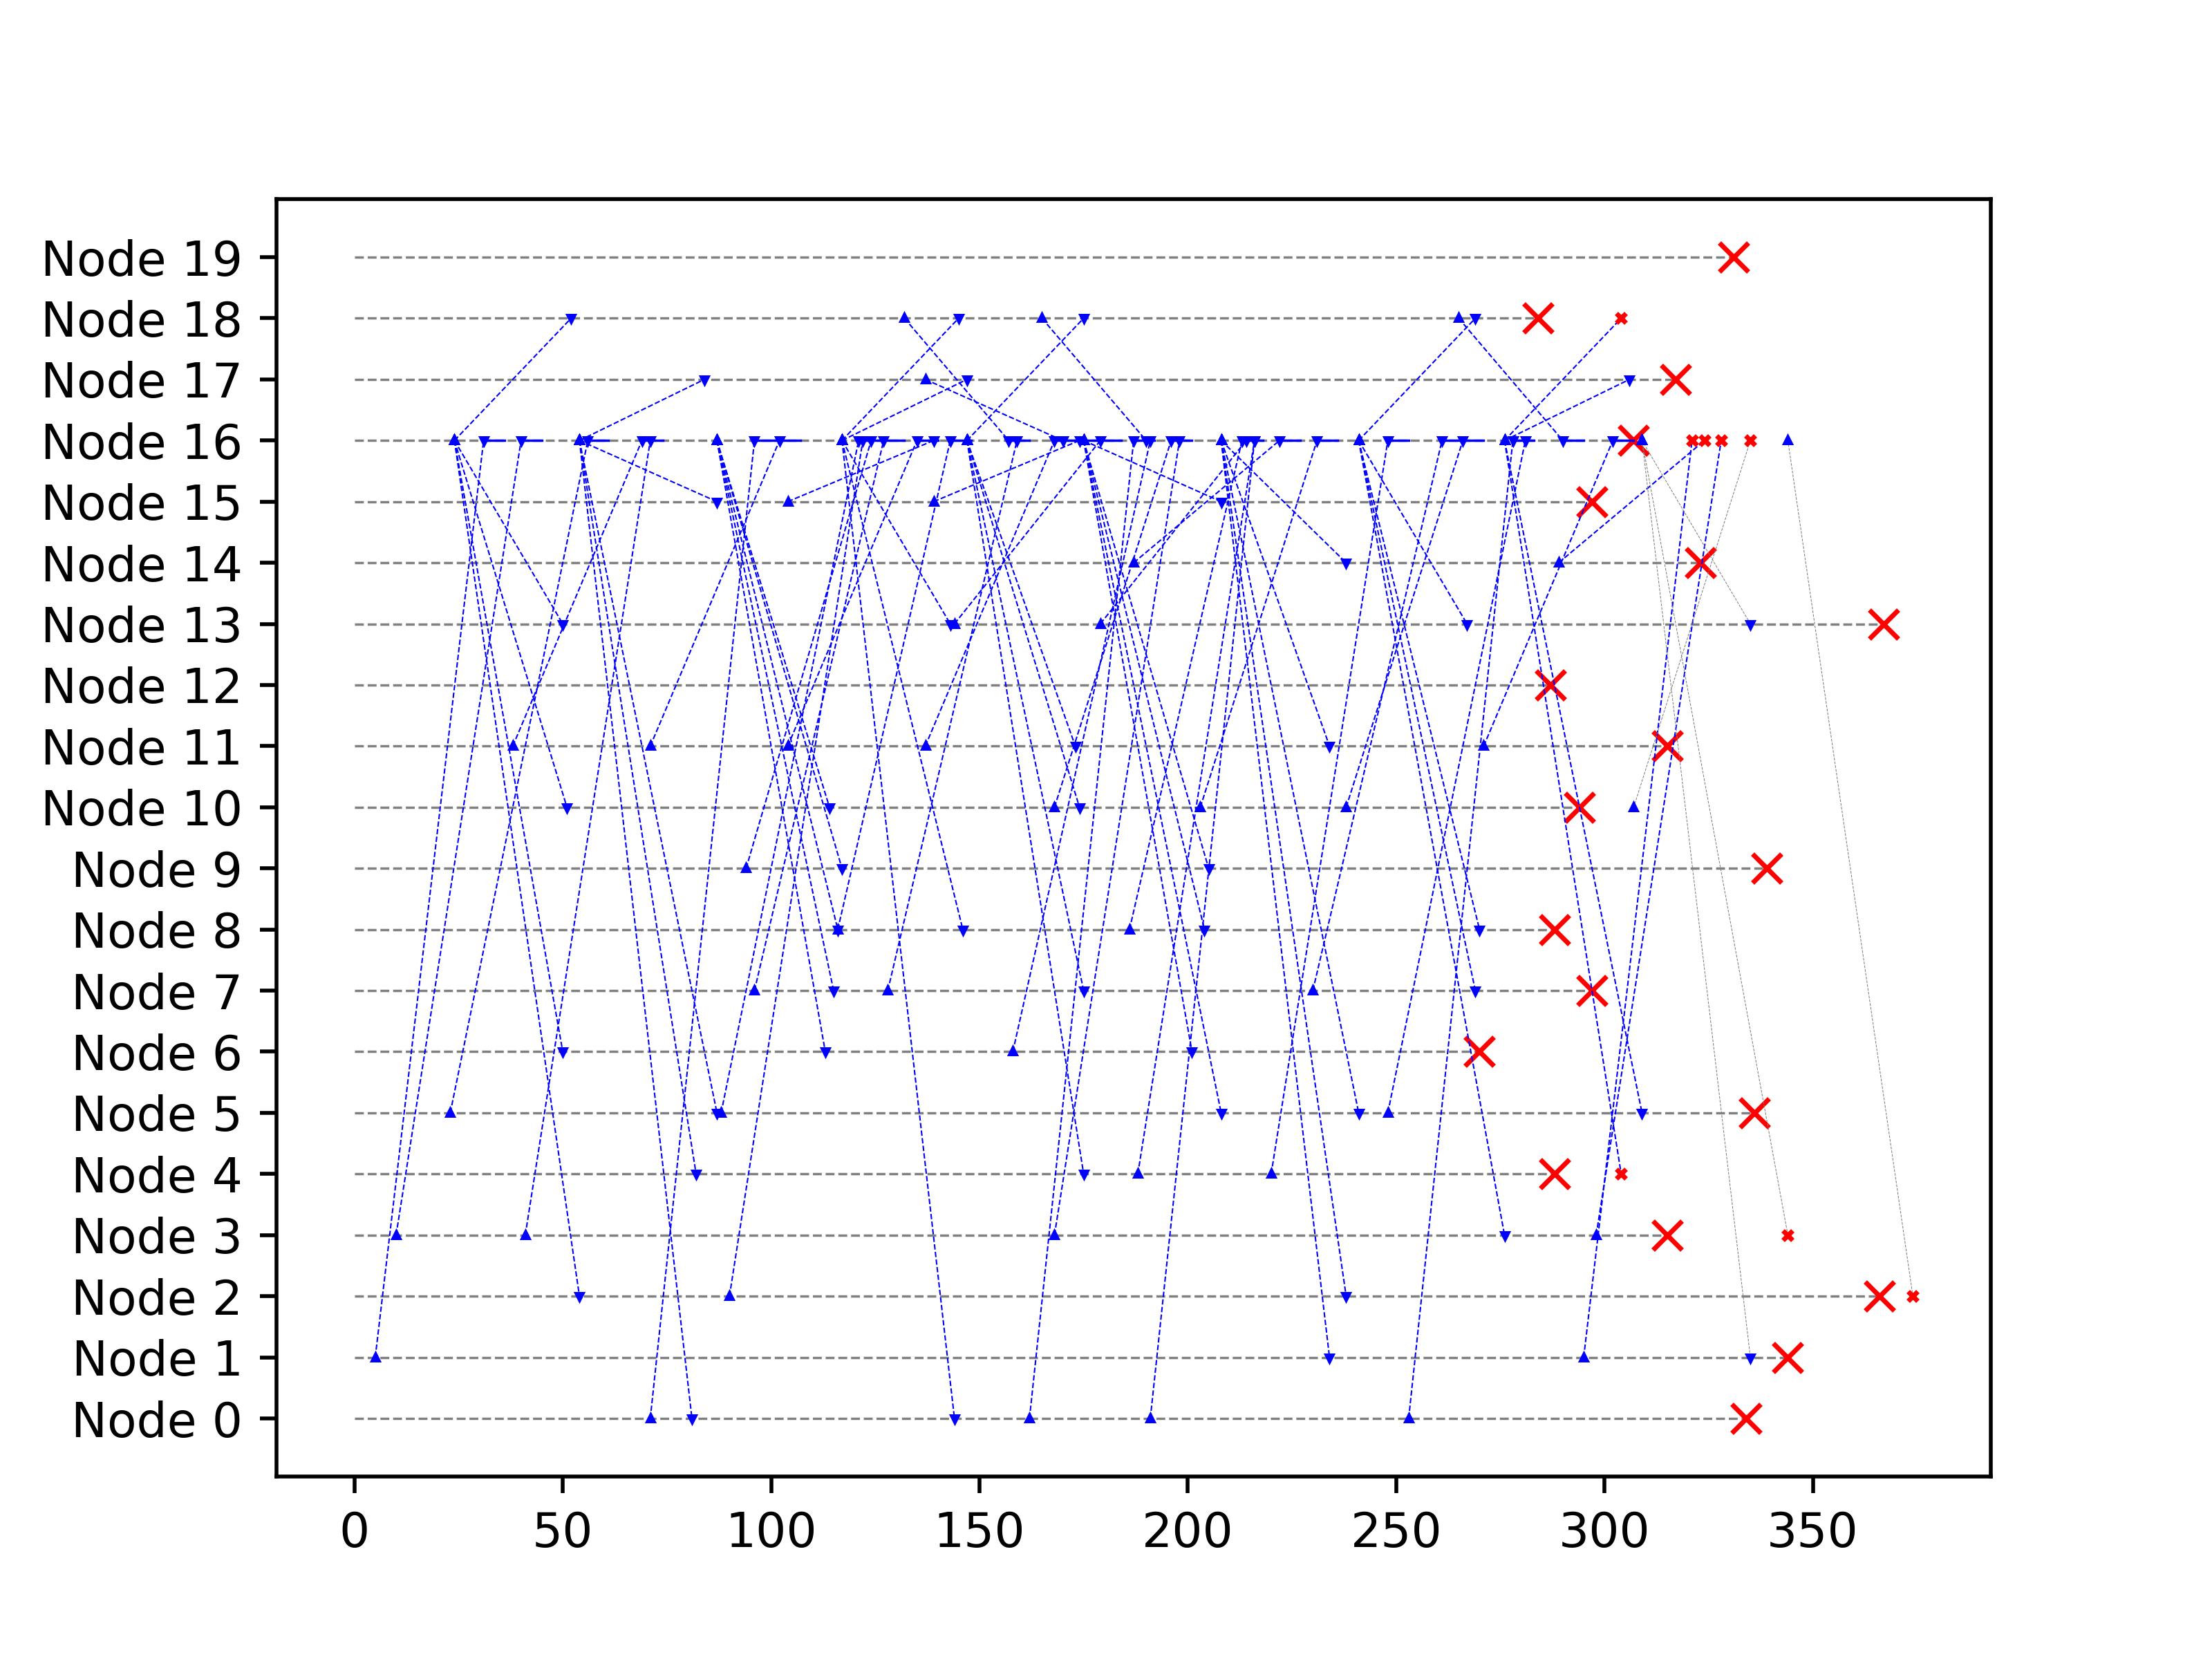 Node 19
Node 18
Node 17
Node 16
Node 15
Node 14
Node 13
Node 12
Node 11
Node 10
Node 9
Node 8
Node 7
Node 6
Node 5
Node 4
Node 3
Node 2
Node 1
Node 0
0 50 100 150 200 250 300 350